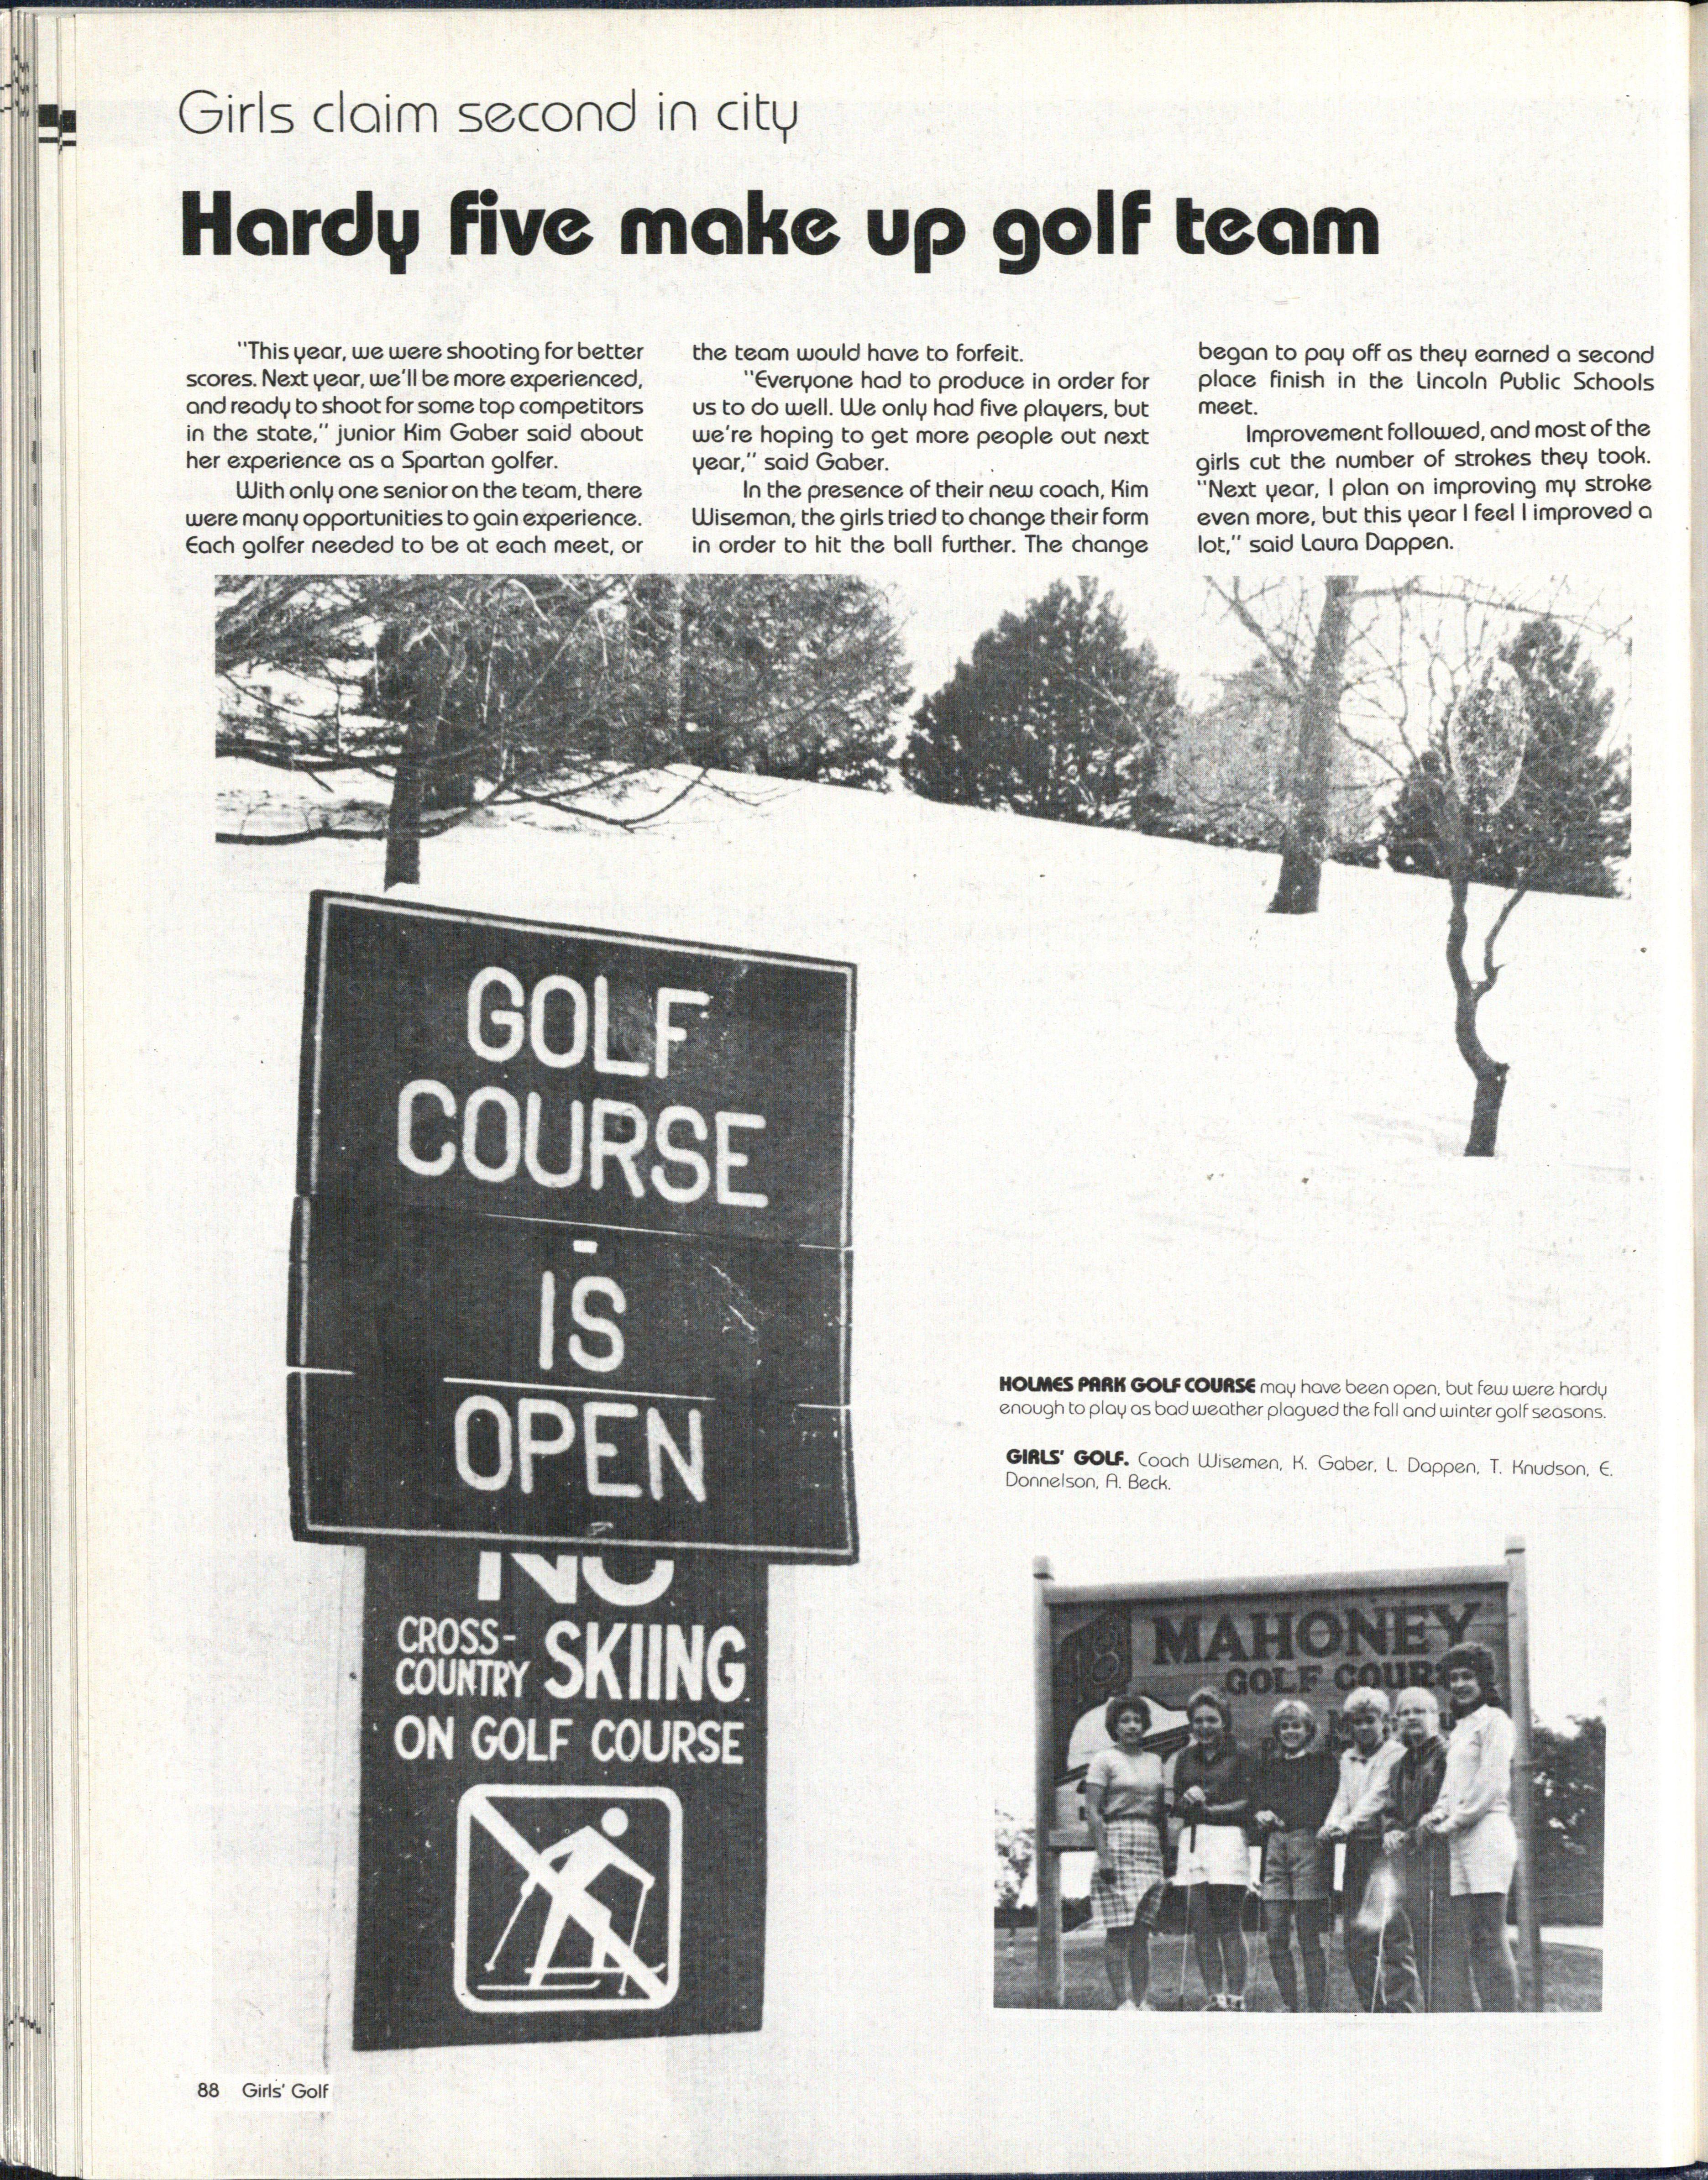 Girls claim second in city
Hardy five make up golf team
"This year, we were shooting for better
scores. Next year, we'll be more experienced,
and ready to shoot for some top competitors
in the state," junior Kim Gaber said about
her experience as a Spartan golfer.
With only one senior on the team, there
were many opportunities to gain experience.
Each golfer needed to be at each meet, or
the team would have to forfeit.
"Everyone had to produce in order for
us to do well. We only had five players, but
we're hoping to get more people out next
year," said Gaber.
In the presence of their new coach, Kim
Wiseman, the girls tried to change their form
in order to hit the ball further. The change
began to pay off as they earned a second
place finish in the Lincoln Public Schools
meet.
Improvement followed, and most of the
girls cut the number of strokes they took.
"Next year, I plan on improving my stroke
even more, but this year I feel I improved a
lot," said Laura Dappen.
GOLF
COURSE
IS
OPEN
NO
CROSS-
COUNTRY SKIING
ON GOLF COURSE
HOLMES PARK GOLF COURSE may have been open, but few were hardy
enough to play as bad weather plagued the fall and winter golf seasons.
GIRLS' GOLF. Coach Wisemen, K. Gaber, L. Dappen, T. Knudson, E.
Donnelson, A. Beck.
18 MAHONEY
GOLF COURS
88 Girls' Golf